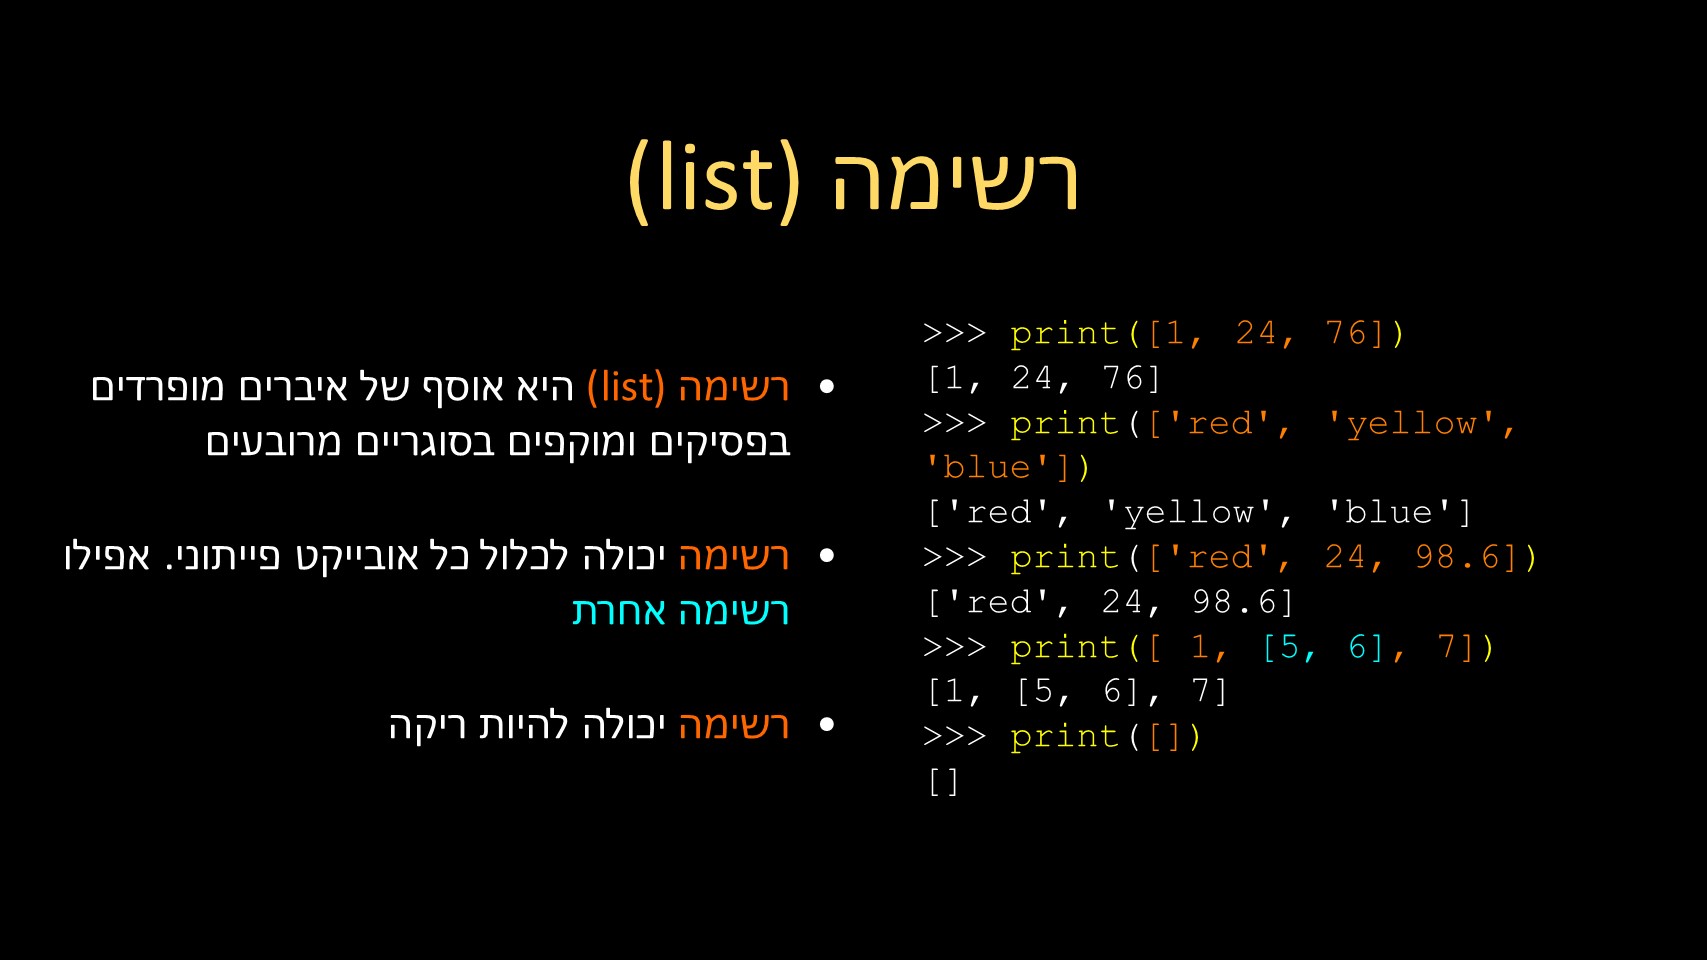 רשימה (list)
רשימה (list) היא אוסף של איברים מופרדים
בפסיקים ומוקפים בסוגריים מרובעים
רשימה יכולה לכלול כל אובייקט פייתוני. אפילו
רשימה אחרת
רשימה יכולה להיות ריקה
>>> print([1, 24, 76])
[1, 24, 76]
>>> print(['red', 'yellow',
'blue'])
['red', 'yellow', 'blue']
>>> print(['red', 24, 98.6])
['red', 24, 98.6]
>>> print([ 1, [5, 6], 7])
[1, [5, 6], 7]
>>> print([])
[]